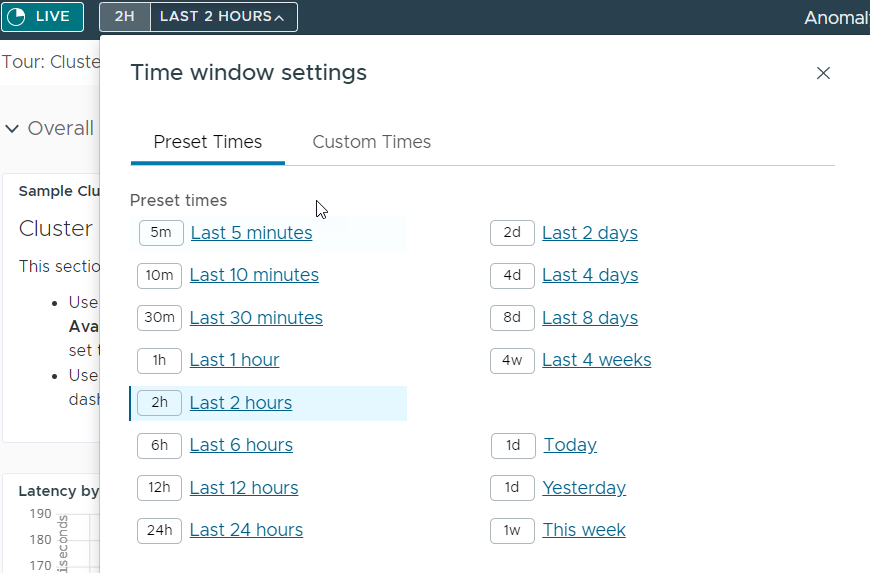 LIVE
2H LAST 2 HOURS
Tour: Cluste
Overall
Sample Clu
Cluster
This sectio
Use
Ava
set t
Use
dash
Latency by
190
180
170
iseconds
Anomal
Time window settings
Preset Times
Custom Times
Preset times
5m Last 5 minutes
10m Last 10 minutes
30m Last 30 minutes
1h Last 1 hour
2h Last 2 hours
6h Last 6 hours
12h Last 12 hours
24h Last 24 hours
2d Last 2 days
4d Last 4 days
8d Last 8 days
4w Last 4 weeks
1d Today
1d Yesterday
1w This week